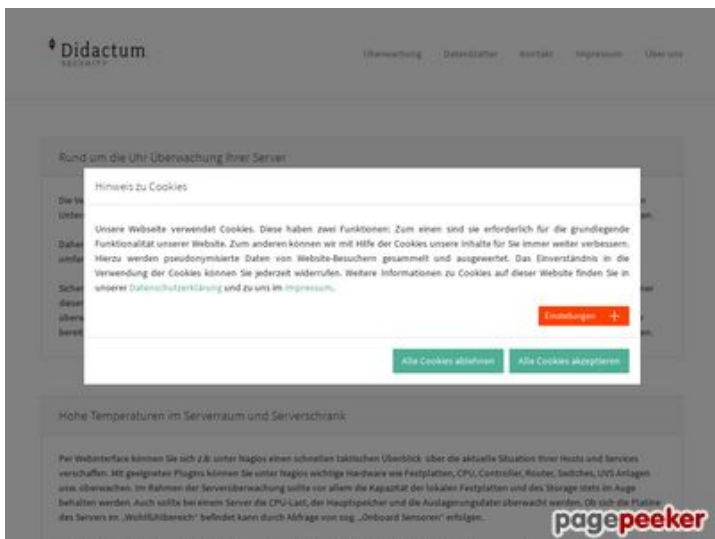 Didactum
SECURITY
Überwachung Datenblätter Kontakt Impressum Über uns
Rund um die Uhr Überwachung Ihrer Server
Hinweis zu Cookies
Unsere Webseite verwendet Cookies. Diese haben zwei Funktionen: Zum einen sind sie erforderlich für die grundlegende
Funktionalität unserer Website. Zum anderen können wir mit Hilfe der Cookies unsere Inhalte für Sie immer weiter verbessern.
Hierzu werden pseudonymisierte Daten von Website-Besuchern gesammelt und ausgewertet. Das Einverständnis in die
Verwendung der Cookies können Sie jederzeit widerrufen. Weitere Informationen zu Cookies auf dieser Website finden Sie in
unserer Datenschutzerklärung und zu uns im Impressum.
Einstellungen +
Alle Cookies ablehnen Alle Cookies akzeptieren
Hohe Temperaturen im Serverraum und Serverschrank
Per Webinterface können Sie sich z.B. unter Nagios einen schnellen taktischen Überblick über die aktuelle Situation Ihrer Hosts und Services
verschaffen. Mit geeigneten Plugins können Sie unter Nagios wichtige Hardware wie Festplatten, CPU, Controller, Router, Switches, UVS Anlagen
usw. überwachen. Im Rahmen der Serverüberwachung sollte vor allem die Kapazität der lokalen Festplatten und des Storage stets im Auge
behalten werden. Auch sollte bei einem Server die CPU-Last, der Hauptspeicher und die Auslagerungsdatei überwacht werden. Ob sich die Platine
des Servers im „Wohlfühlbereich" befindet kann durch Abfrage von sog. „Onboard Sensoren" erfolgen.
pagepeeker